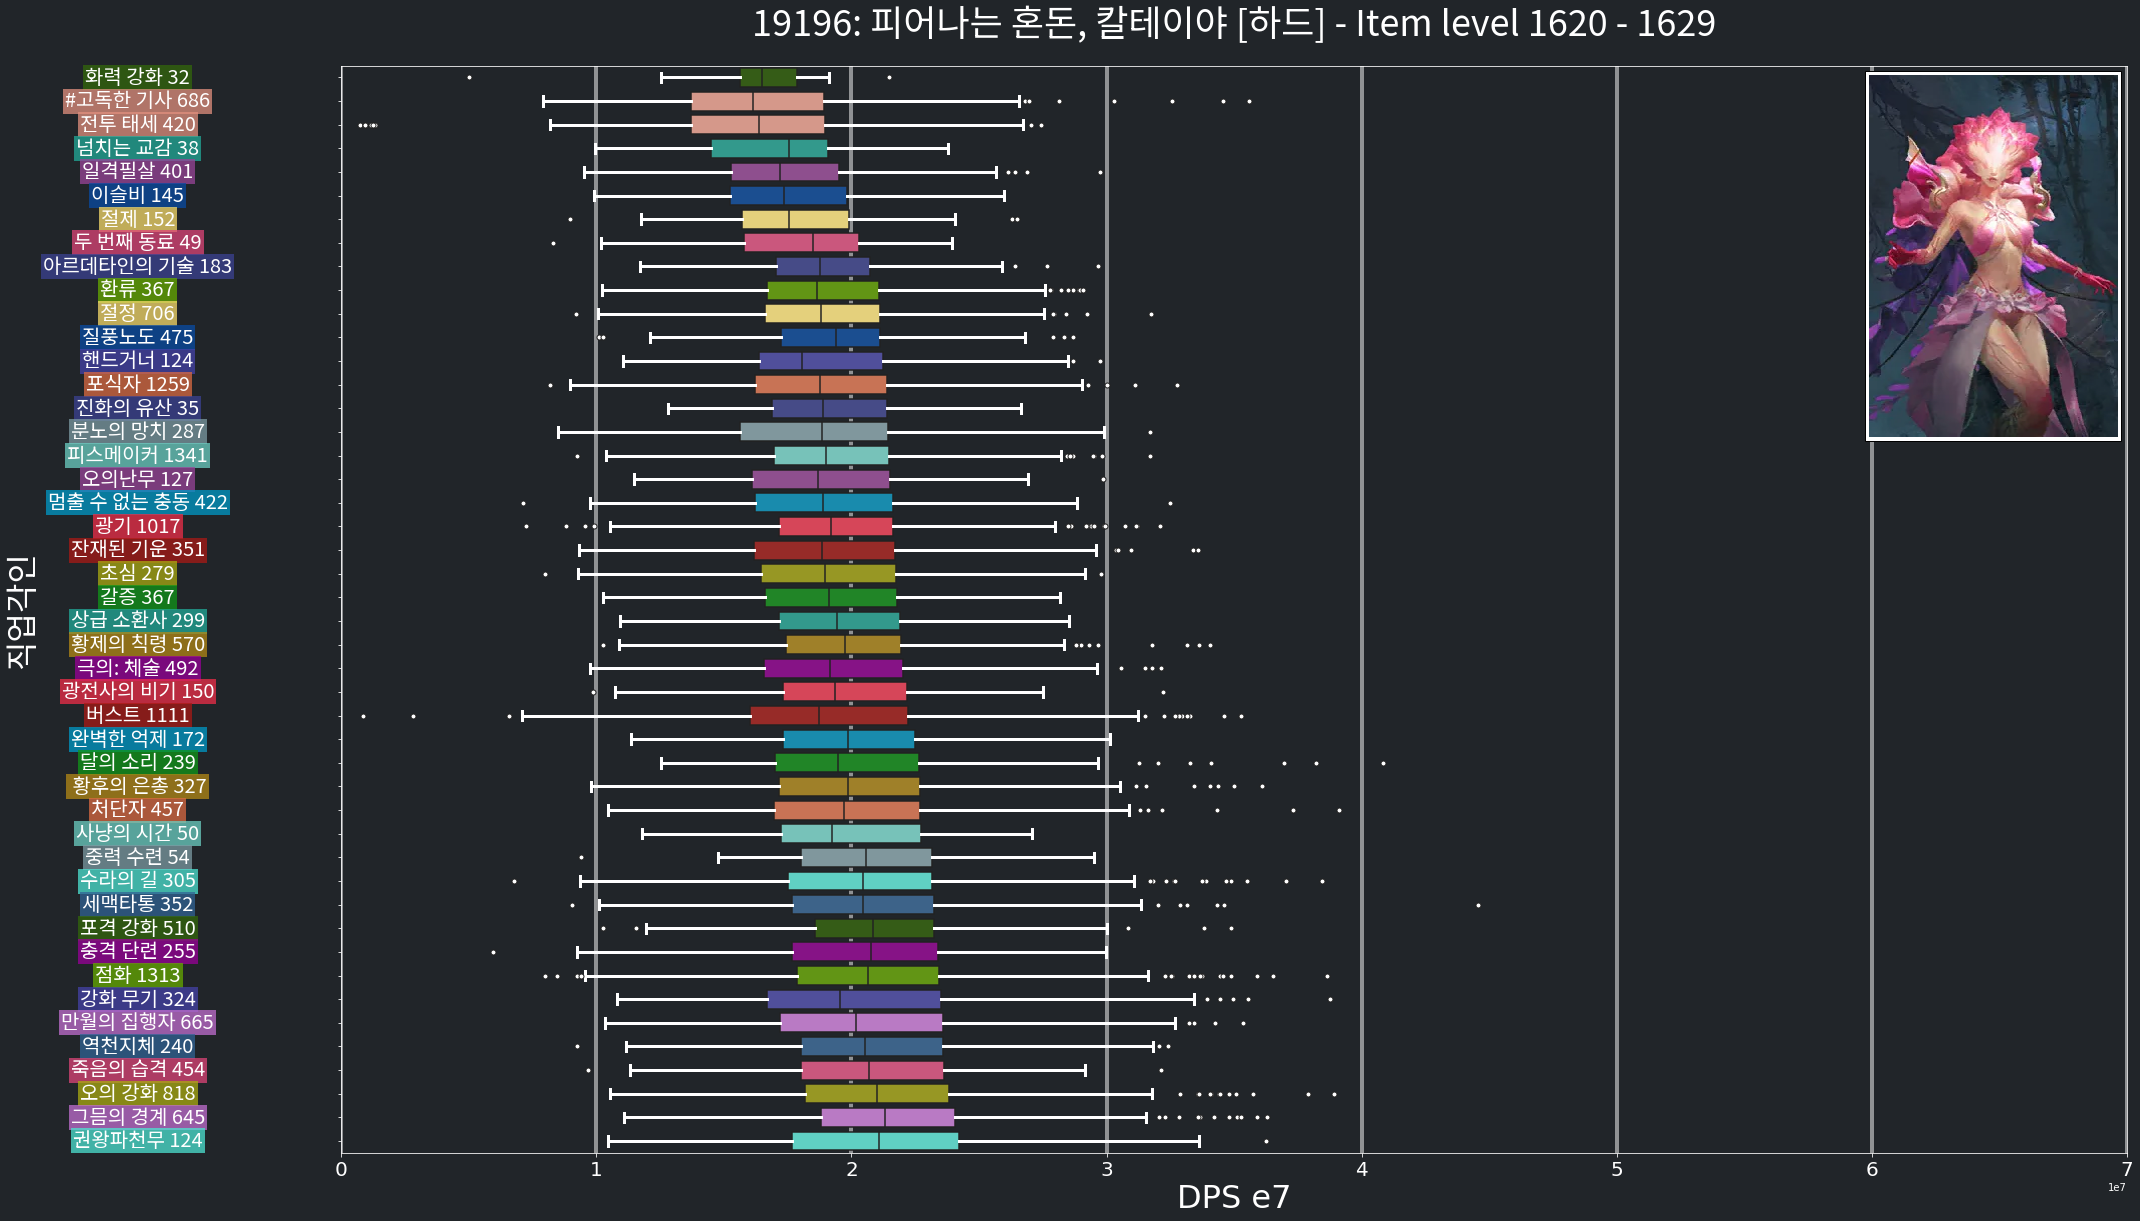 19196: 피어나는 혼돈, 칼테이야 [하드] - Item level 1620 - 1629
화력 강화 32
#고독한 기사 686
전투 태세 420
넘치는 교감 38
일격필살 401
이슬비 145
절제 152
두 번째 동료 49
아르데타인의 기술 183
환류 367
절정 706
질풍노도 475
핸드거너 124
포식자 1259
진화의 유산 35
분노의 망치 287
피스메이커 1341
오의난무 127
멈출 수 없는 충동 422
광기 1017
잔재된 기운 351
초심 279
갈증 367
상급 소환사 299
황제의 칙령 570
극의: 체술 492
광전사의 비기 150
버스트 1111
완벽한 억제 172
달의 소리 239
황후의 은총 327
처단자 457
사냥의 시간 50
중력 수련 54
수라의 길 305
세맥타통 352
포격 강화 510
충격 단련 255
점화 1313
강화 무기 324
만월의 집행자 665
역천지체 240
죽음의 습격 454
오의 강화 818
그믐의 경계 645
권왕파천무 124
직업각인
0 1 2 3 4 5 6 7
DPS e7
1e7